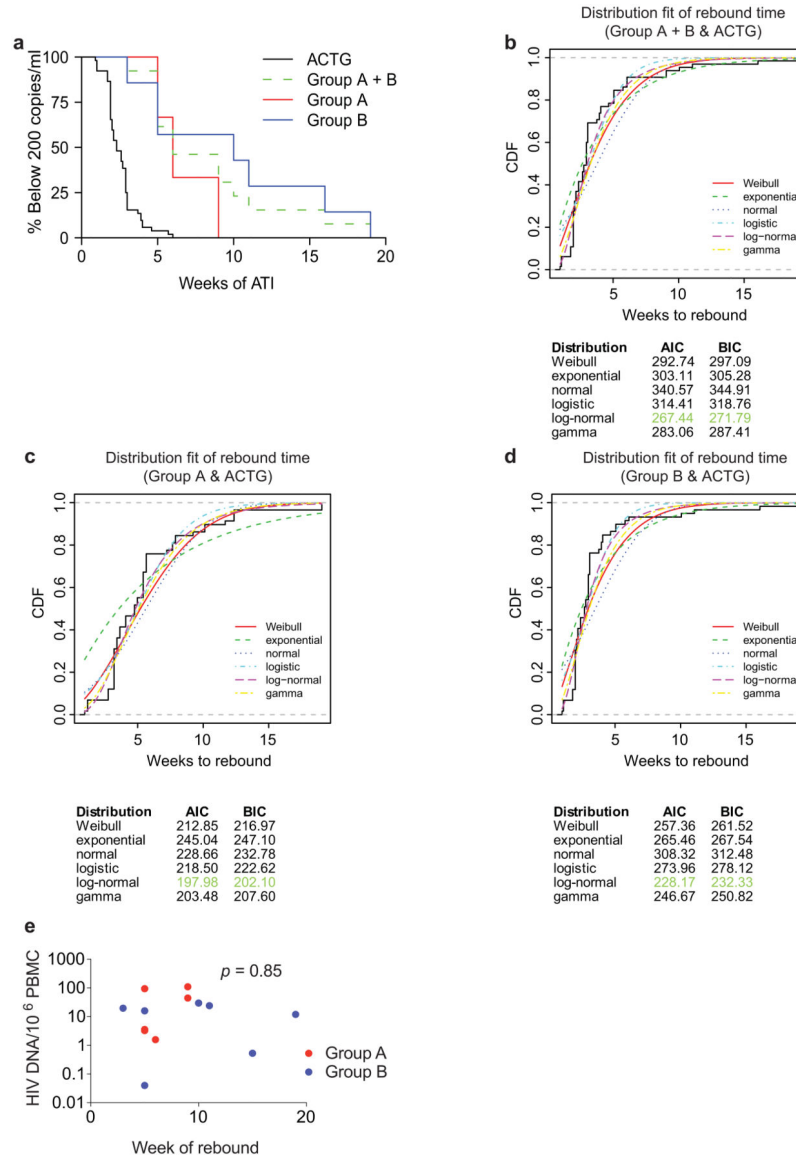 a
100
75
50
25
0
% Below 200 copies/ml
0 5 10 15 20
Weeks of ATI
ACTG
Group A + B
Group A
Group B
b
Distribution fit of rebound time
(Group A + B & ACTG)
CDF
1.0
0.8
0.6
0.4
0.2
0.0
Weibull
exponential
normal
logistic
log-normal
gamma
5 10 15
Weeks to rebound
Distribution AIC BIC
Weibull 292.74 297.09
exponential 303.11 305.28
normal 340.57 344.91
logistic 314.41 318.76
log-normal 267.44 271.79
gamma 283.06 287.41
c
Distribution fit of rebound time
(Group A & ACTG)
CDF
1.0
0.8
0.6
0.4
0.2
0.0
Weibull
exponential
normal
logistic
log-normal
gamma
5 10 15
Weeks to rebound
Distribution AIC BIC
Weibull 212.85 216.97
exponential 245.04 247.10
normal 228.66 232.78
logistic 218.50 222.62
log-normal 197.98 202.10
gamma 203.48 207.60
d
Distribution fit of rebound time
(Group B & ACTG)
CDF
1.0
0.8
0.6
0.4
0.2
0.0
Weibull
exponential
normal
logistic
log-normal
gamma
5 10 15
Weeks to rebound
Distribution AIC BIC
Weibull 257.36 261.52
exponential 265.46 267.54
normal 308.32 312.48
logistic 273.96 278.12
log-normal 228.17 232.33
gamma 246.67 250.82
e
HIV DNA/10⁶ PBMC
1000
100
10
1
0.1
0.01
p = 0.85
Group A
Group B
0 10 20
Week of rebound